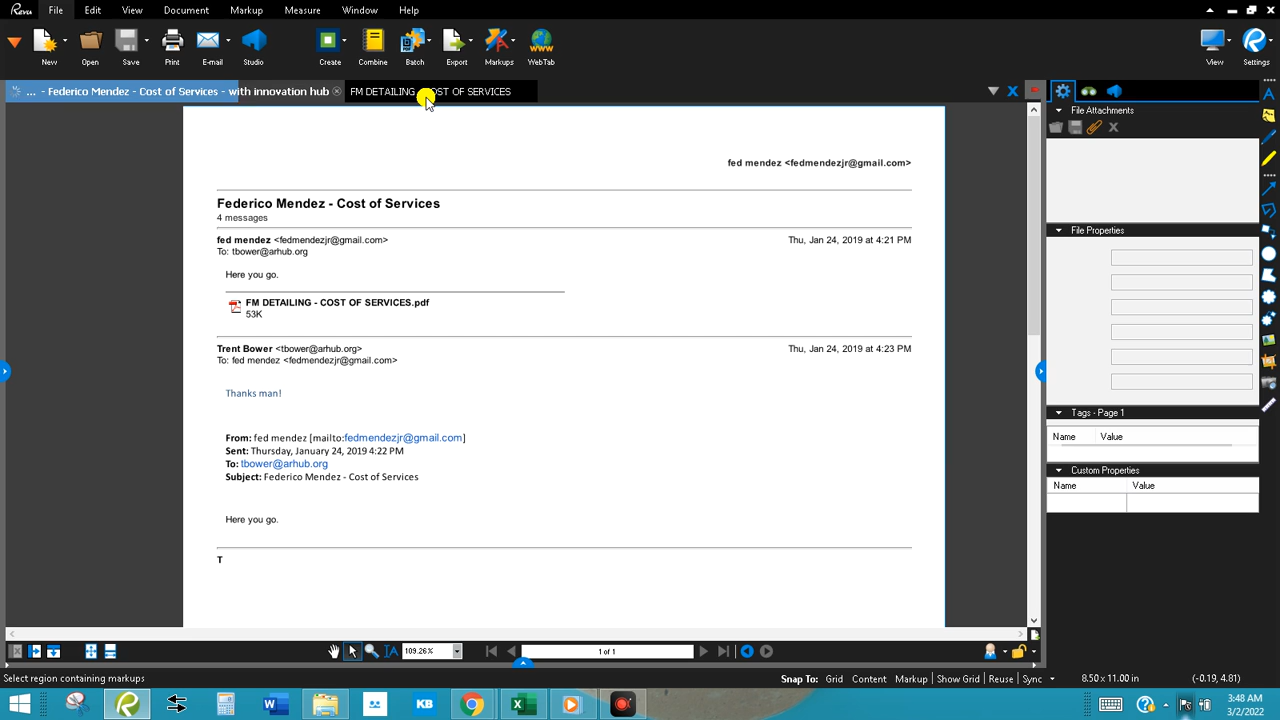 Revu File Edit View Document Markup Measure Window Help
New Open Save Print E-mail Studio Create Combine Batch Export Markups WebTab View Settings
... - Federico Mendez - Cost of Services - with innovation hub FM DETAILING COST OF SERVICES
File Attachments
fed mendez <fedmendezjr@gmail.com>
Federico Mendez - Cost of Services
4 messages
fed mendez <fedmendezjr@gmail.com> Thu, Jan 24, 2019 at 4:21 PM
To: tbower@arhub.org
Here you go.
FM DETAILING - COST OF SERVICES.pdf
53K
Trent Bower <tbower@arhub.org> Thu, Jan 24, 2019 at 4:23 PM
To: fed mendez <fedmendezjr@gmail.com>
Thanks man!
From: fed mendez [mailto:fedmendezjr@gmail.com]
Sent: Thursday, January 24, 2019 4:22 PM
To: tbower@arhub.org
Subject: Federico Mendez - Cost of Services
Here you go.
T
File Properties
Tags - Page 1
Name Value
Custom Properties
Name Value
109.26% 1 of 1
Select region containing markups Snap To: Grid Content Markup Show Grid Reuse Sync 8.50 x 11.00 in (-0.19, 4.81)
KB
3:48 AM
3/2/2022